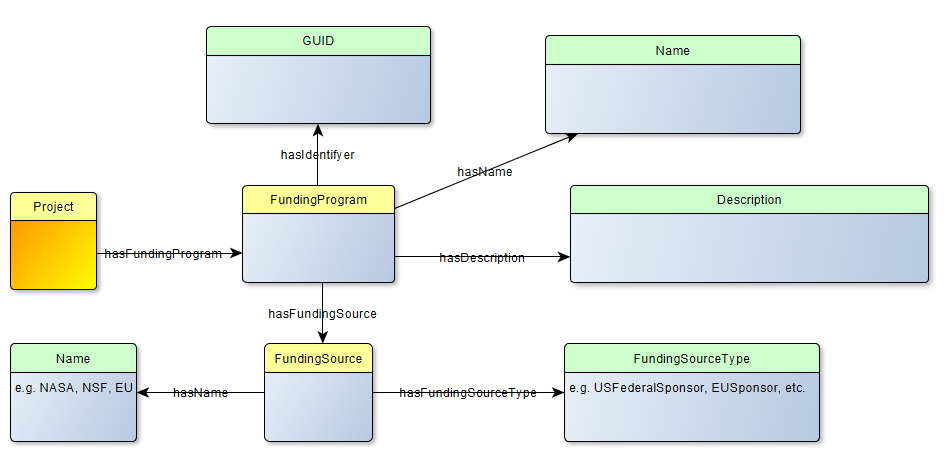 GUID
Name
hasIdentifyer
hasName
Project
FundingProgram
Description
hasFundingProgram
hasDescription
hasFundingSource
Name
FundingSource
FundingSourceType
e.g. NASA, NSF, EU
hasName
hasFundingSourceType
e.g. USFederalSponsor, EUSponsor, etc.